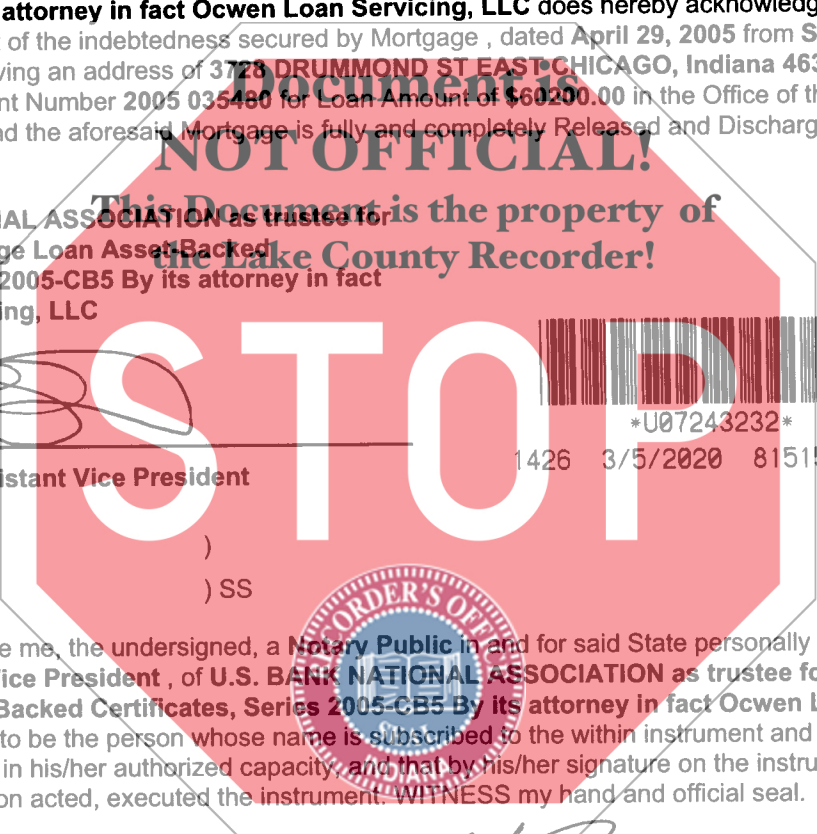 attorney in fact Ocwen Loan Servicing, LLC does hereby acknowledg
of the indebtedness secured by Mortgage , dated April 29, 2005 from S
ving an address of 3728 DRUMMOND ST EAST CHICAGO, Indiana 463
nt Number 2005 035480 for Loan Amount of $60200.00 in the Office of th
nd the aforesaid Mortgage is fully and completely Released and Discharg
Document is
NOT OFFICIAL!
This Document is the property of
the Lake County Recorder!
IAL ASSOCIATION as trustee for
ge Loan Asset-Backed
2005-CB5 By its attorney in fact
ing, LLC
STOP
*U07243232*
1426 3/5/2020 81515
istant Vice President
)
) SS
RECORDER'S OFFICE
SEAL
INDIANA
e me, the undersigned, a Notary Public in and for said State personally
Vice President , of U.S. BANK NATIONAL ASSOCIATION as trustee fo
Backed Certificates, Series 2005-CB5 By its attorney in fact Ocwen L
to be the person whose name is subscribed to the within instrument and
in his/her authorized capacity, and that by his/her signature on the instru
on acted, executed the instrument. WITNESS my hand and official seal.